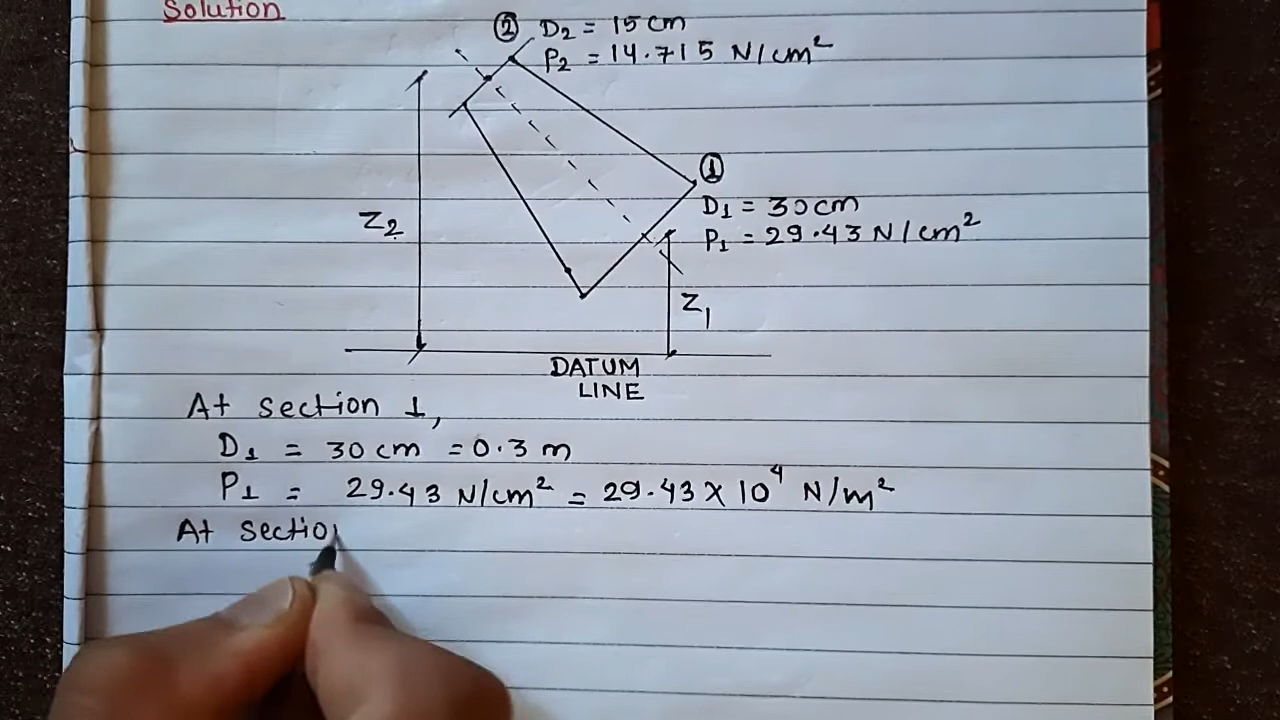 Solution
② D₂ = 15 cm
P₂ = 14.715 N/cm²
①
D₁ = 30 cm
P₁ = 29.43 N/cm²
Z₂
Z₁
DATUM
LINE
At section 1,
D₁ = 30 cm = 0.3 m
P₁ = 29.43 N/cm² = 29.43 × 10⁴ N/m²
At section